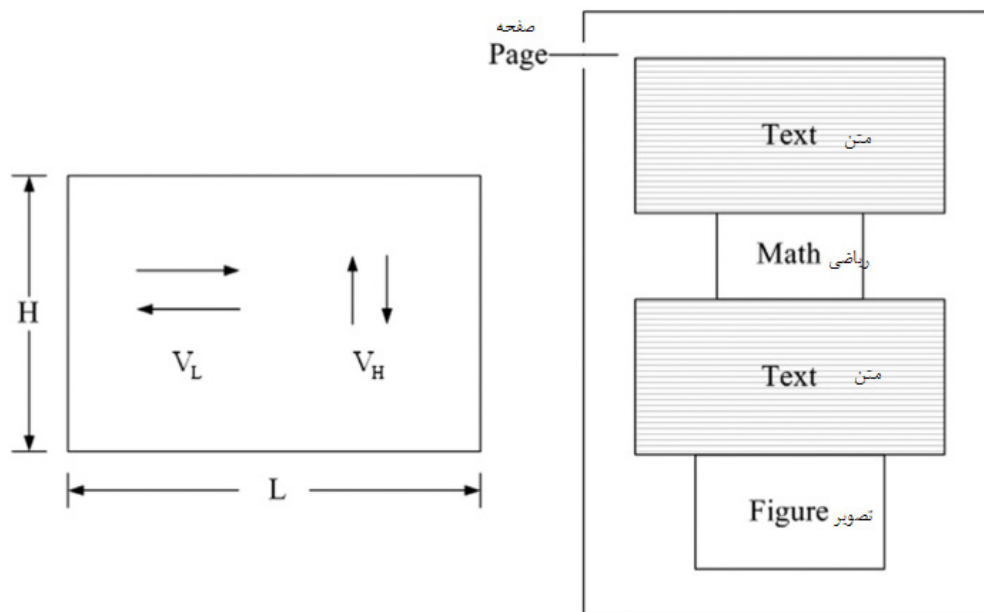 H
V_L
V_H
L
صفحه
Page
Text متن
Math ریاضی
Text متن
Figure تصویر